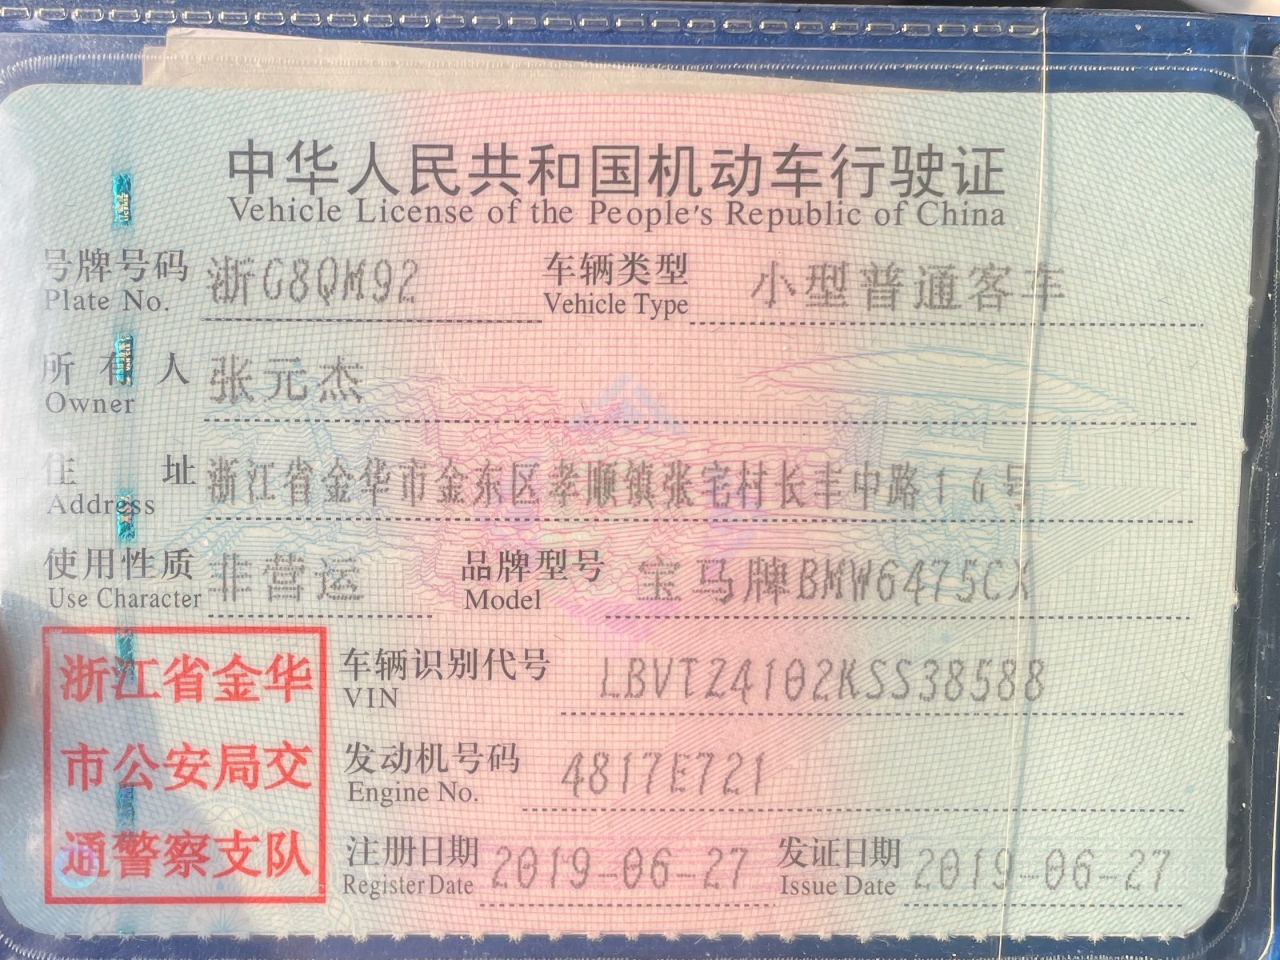 中华人民共和国机动车行驶证
Vehicle License of the People's Republic of China
号牌号码 浙G8QM92 车辆类型 小型普通客车
Plate No. Vehicle Type
所有人 张元杰
Owner
住址 浙江省金华市金东区孝顺镇张宅村长丰中路16号
Address
使用性质 非营运 品牌型号 宝马牌BMW6475CX
Use Character Model
浙江省金华
市公安局交
通警察支队
车辆识别代号 LBVTZ4102KSS38588
VIN
发动机号码 4817E721
Engine No.
注册日期 2019-06-27 发证日期 2019-06-27
Register Date Issue Date